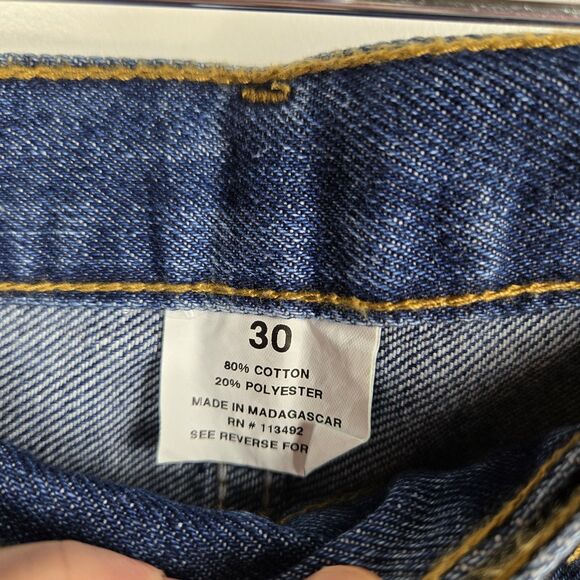 30
80% COTTON
20% POLYESTER
MADE IN MADAGASCAR
RN # 113492
SEE REVERSE FOR